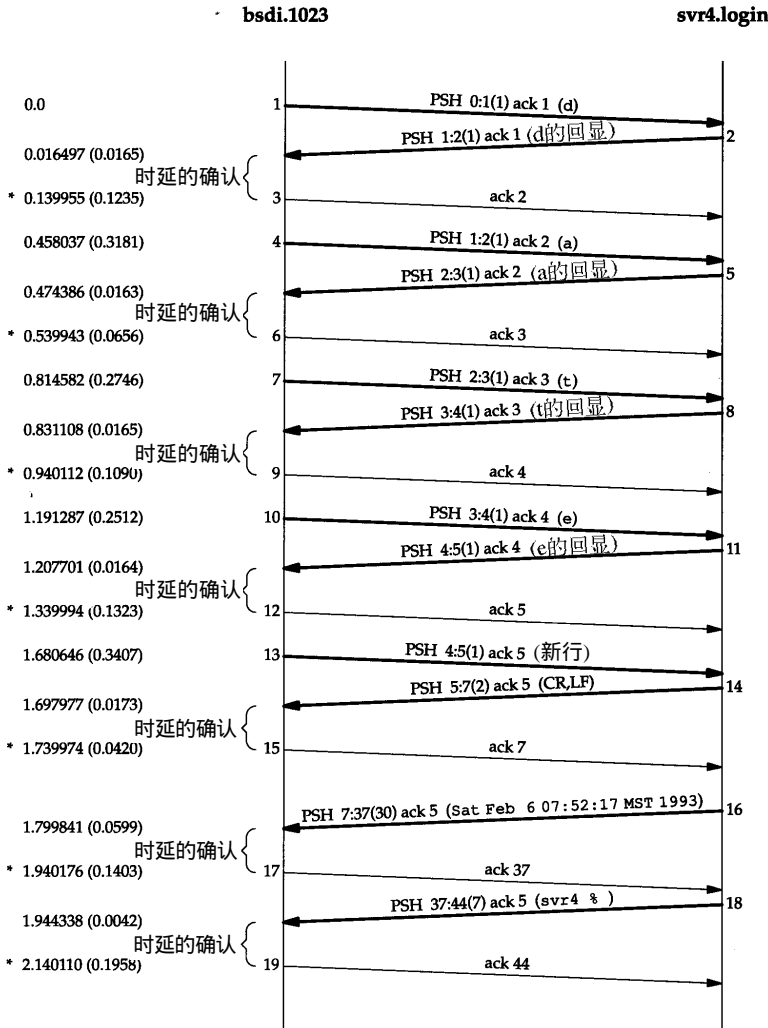 bsdi.1023 svr4.login
0.0 1 PSH 0:1(1) ack 1 (d)
PSH 1:2(1) ack 1 (d的回显) 2
0.016497 (0.0165)
时延的确认
* 0.139955 (0.1235) 3 ack 2
0.458037 (0.3181) 4 PSH 1:2(1) ack 2 (a)
PSH 2:3(1) ack 2 (a的回显) 5
0.474386 (0.0163)
时延的确认
* 0.539943 (0.0656) 6 ack 3
0.814582 (0.2746) 7 PSH 2:3(1) ack 3 (t)
PSH 3:4(1) ack 3 (t的回显) 8
0.831108 (0.0165)
时延的确认
* 0.940112 (0.1090) 9 ack 4
1.191287 (0.2512) 10 PSH 3:4(1) ack 4 (e)
PSH 4:5(1) ack 4 (e的回显) 11
1.207701 (0.0164)
时延的确认
* 1.339994 (0.1323) 12 ack 5
1.680646 (0.3407) 13 PSH 4:5(1) ack 5 (新行)
PSH 5:7(2) ack 5 (CR,LF) 14
1.697977 (0.0173)
时延的确认
* 1.739974 (0.0420) 15 ack 7
PSH 7:37(30) ack 5 (Sat Feb 6 07:52:17 MST 1993) 16
1.799841 (0.0599)
时延的确认
* 1.940176 (0.1403) 17 ack 37
PSH 37:44(7) ack 5 (svr4 % ) 18
1.944338 (0.0042)
时延的确认
* 2.140110 (0.1958) 19 ack 44